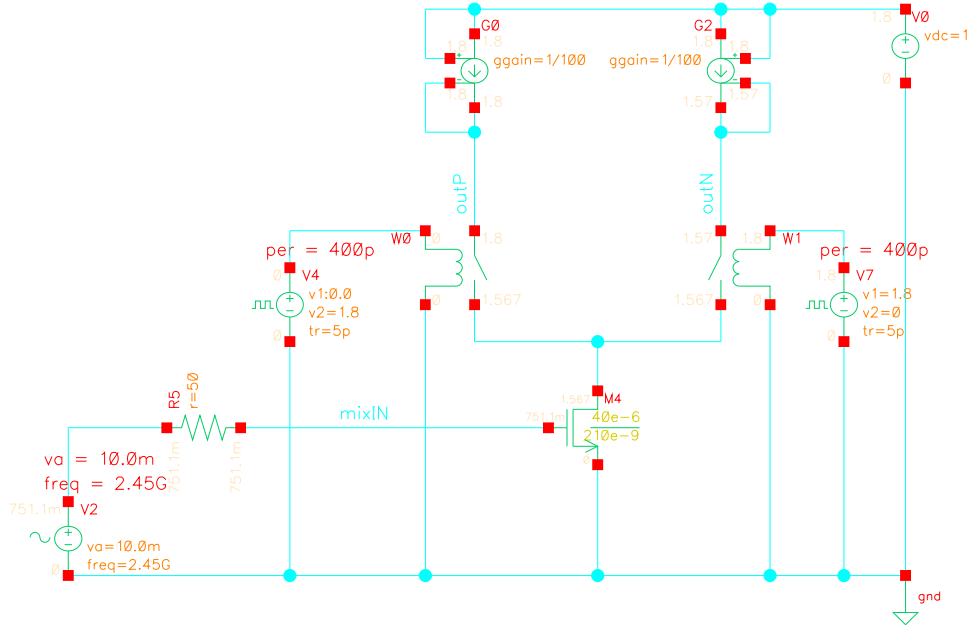 G0
G2
1.8
V0
1.8
1.8
1.8
1.8
vdc=1
ggain=1/100
ggain=1/100
0
1.8
1.8
1.57
1.57
outP
outN
W0
0
1.8
1.57
1.8
W1
per = 400p
per = 400p
0
V4
1.8
V7
v1:0.0
v2=1.8
tr=5p
0
1.567
1.567
0
v1=1.8
v2=0
tr=5p
0
0
R5
r=50
mixIN
1.567
M4
751.1m
40e-6
210e-9
0
751.1m
751.1m
va = 10.0m
freq = 2.45G
751.1m
V2
va=10.0m
freq=2.45G
0
gnd